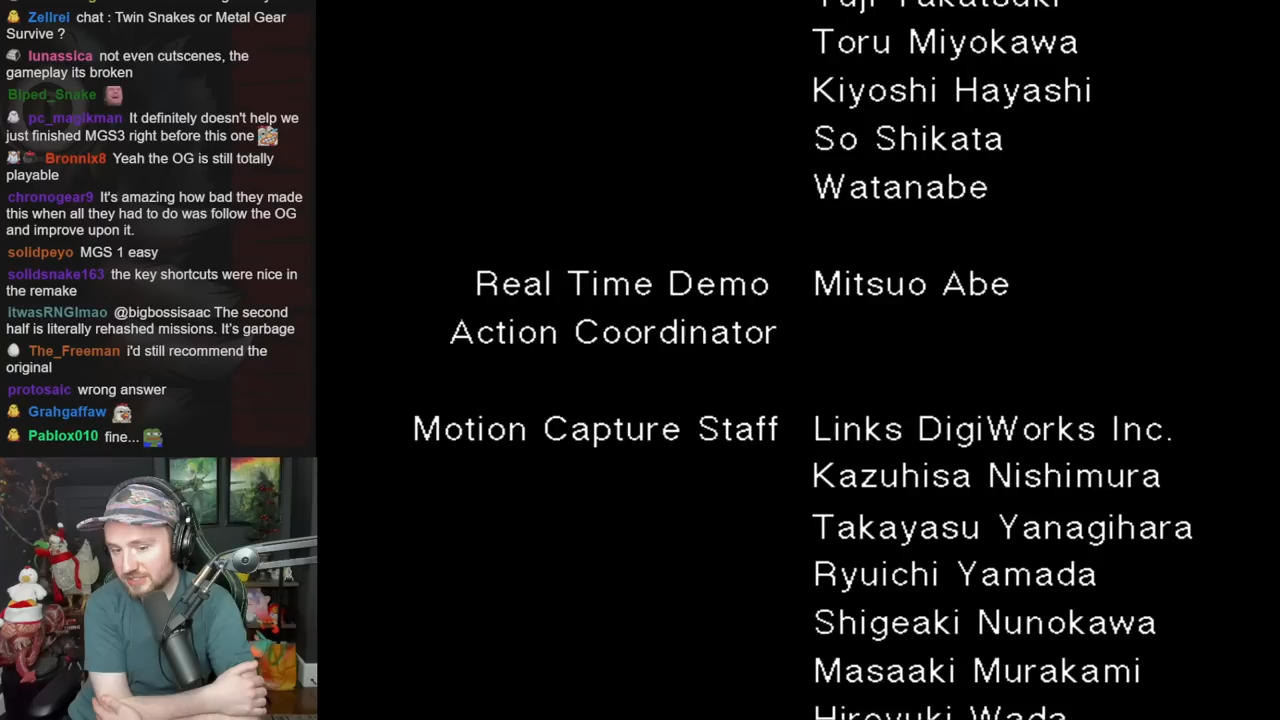 Zellrei chat : Twin Snakes or Metal Gear
Survive ?
lunassica not even cutscenes, the
gameplay its broken
Biped_Snake
pc_magikman It definitely doesn't help we
just finished MGS3 right before this one
Bronnix8 Yeah the OG is still totally
playable
chronogear9 It's amazing how bad they made
this when all they had to do was follow the OG
and improve upon it.
solidpeyo MGS 1 easy
solidsnake163 the key shortcuts were nice in
the remake
itwasRNGlmao @bigbossisaac The second
half is literally rehashed missions. It's garbage
The_Freeman i'd still recommend the
original
protosaic wrong answer
Grahgaffaw
Pablox010 fine...
Yuji Takatsuki
Toru Miyokawa
Kiyoshi Hayashi
So Shikata
Watanabe
Real Time Demo Mitsuo Abe
Action Coordinator
Motion Capture Staff Links DigiWorks Inc.
Kazuhisa Nishimura
Takayasu Yanagihara
Ryuichi Yamada
Shigeaki Nunokawa
Masaaki Murakami
Hiroyuki Wada